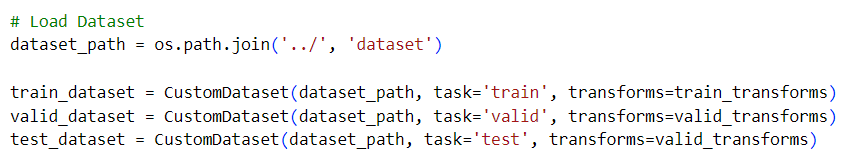 # Load Dataset
dataset_path = os.path.join('../', 'dataset')
train_dataset = CustomDataset(dataset_path, task='train', transforms=train_transforms)
valid_dataset = CustomDataset(dataset_path, task='valid', transforms=valid_transforms)
test_dataset = CustomDataset(dataset_path, task='test', transforms=valid_transforms)